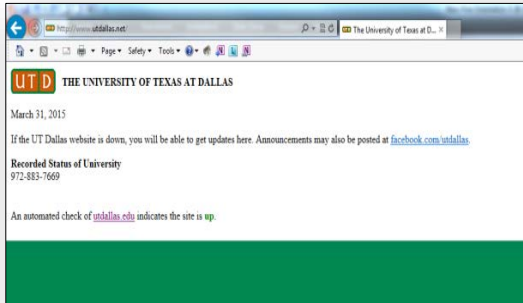 http://www.utdallas.net/
The University of Texas at D...
Page Safety Tools
UTD THE UNIVERSITY OF TEXAS AT DALLAS
March 31, 2015
If the UT Dallas website is down, you will be able to get updates here. Announcements may also be posted at facebook.com/utdallas.
Recorded Status of University
972-883-7669
An automated check of utdallas.edu indicates the site is up.